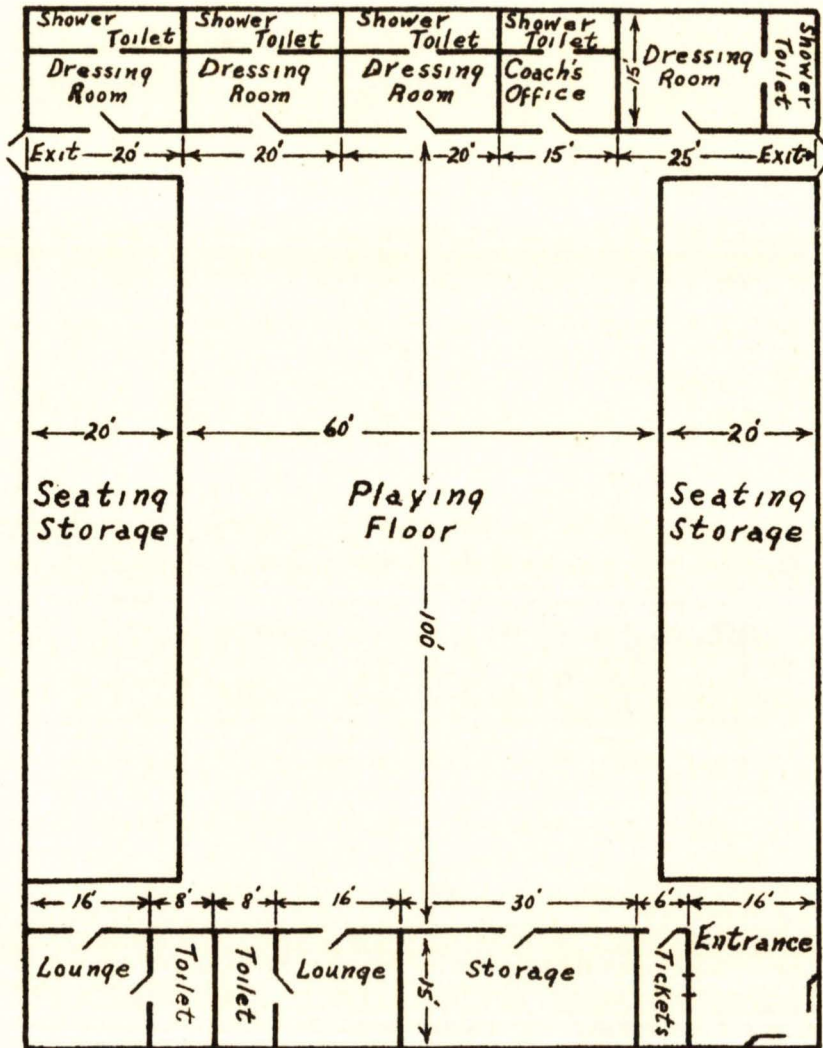 Shower
Toilet
Dressing
Room
Shower
Toilet
Dressing
Room
Shower
Toilet
Dressing
Room
Shower
Toilet
Coach's
Office
15'
Dressing
Room
Shower
Toilet
Exit 20' 20' 20' 15' 25' Exit
20' 60' 20'
Seating
Storage
Playing
Floor
Seating
Storage
100'
16' 8' 8' 16' 30' 6' 16'
Lounge
Toilet
Toilet
Lounge
15'
Storage
Tickets
Entrance